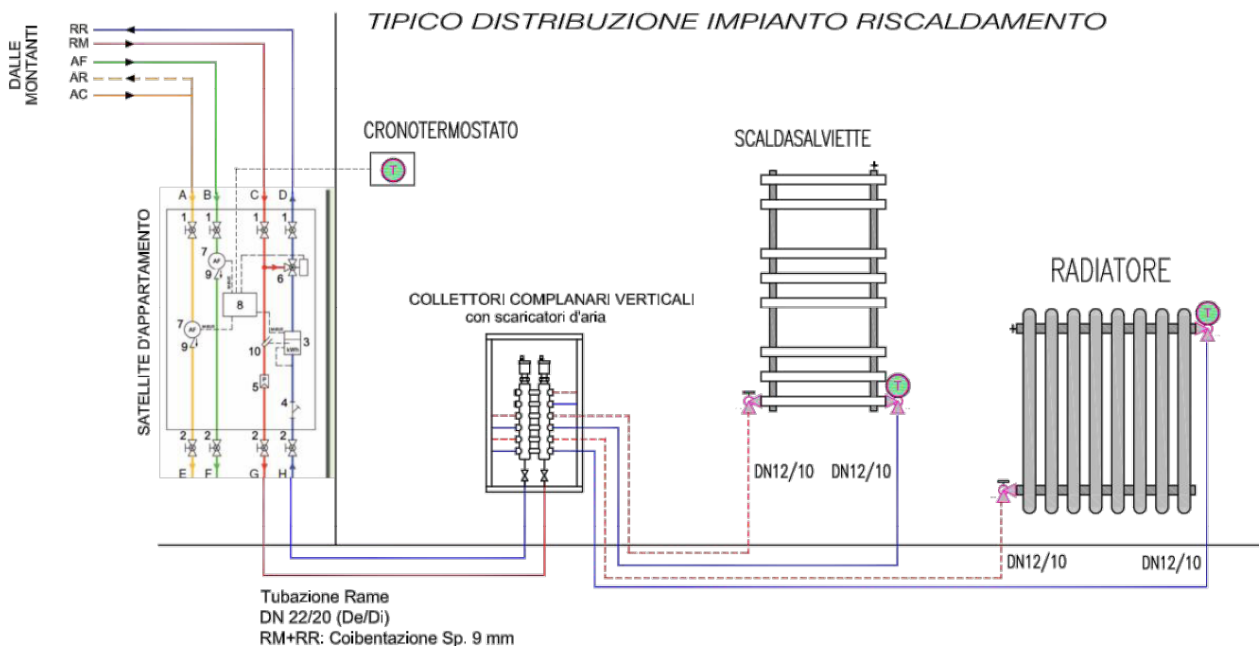 TIPICO DISTRIBUZIONE IMPIANTO RISCALDAMENTO
DALLE
MONTANTI
RR
RM
AF
AR
AC
CRONOTERMOSTATO
T
SCALDASALVIETTE
RADIATORE
SATELLITE D'APPARTAMENTO
A B C D
1 1 1 1
7
AF
9
6
8
7
AF
9
10
3
kWh
5
4
2 2 2 2
E F G H
COLLETTORI COMPLANARI VERTICALI
con scaricatori d'aria
T
T
DN12/10 DN12/10
DN12/10 DN12/10
Tubazione Rame
DN 22/20 (De/Di)
RM+RR: Coibentazione Sp. 9 mm